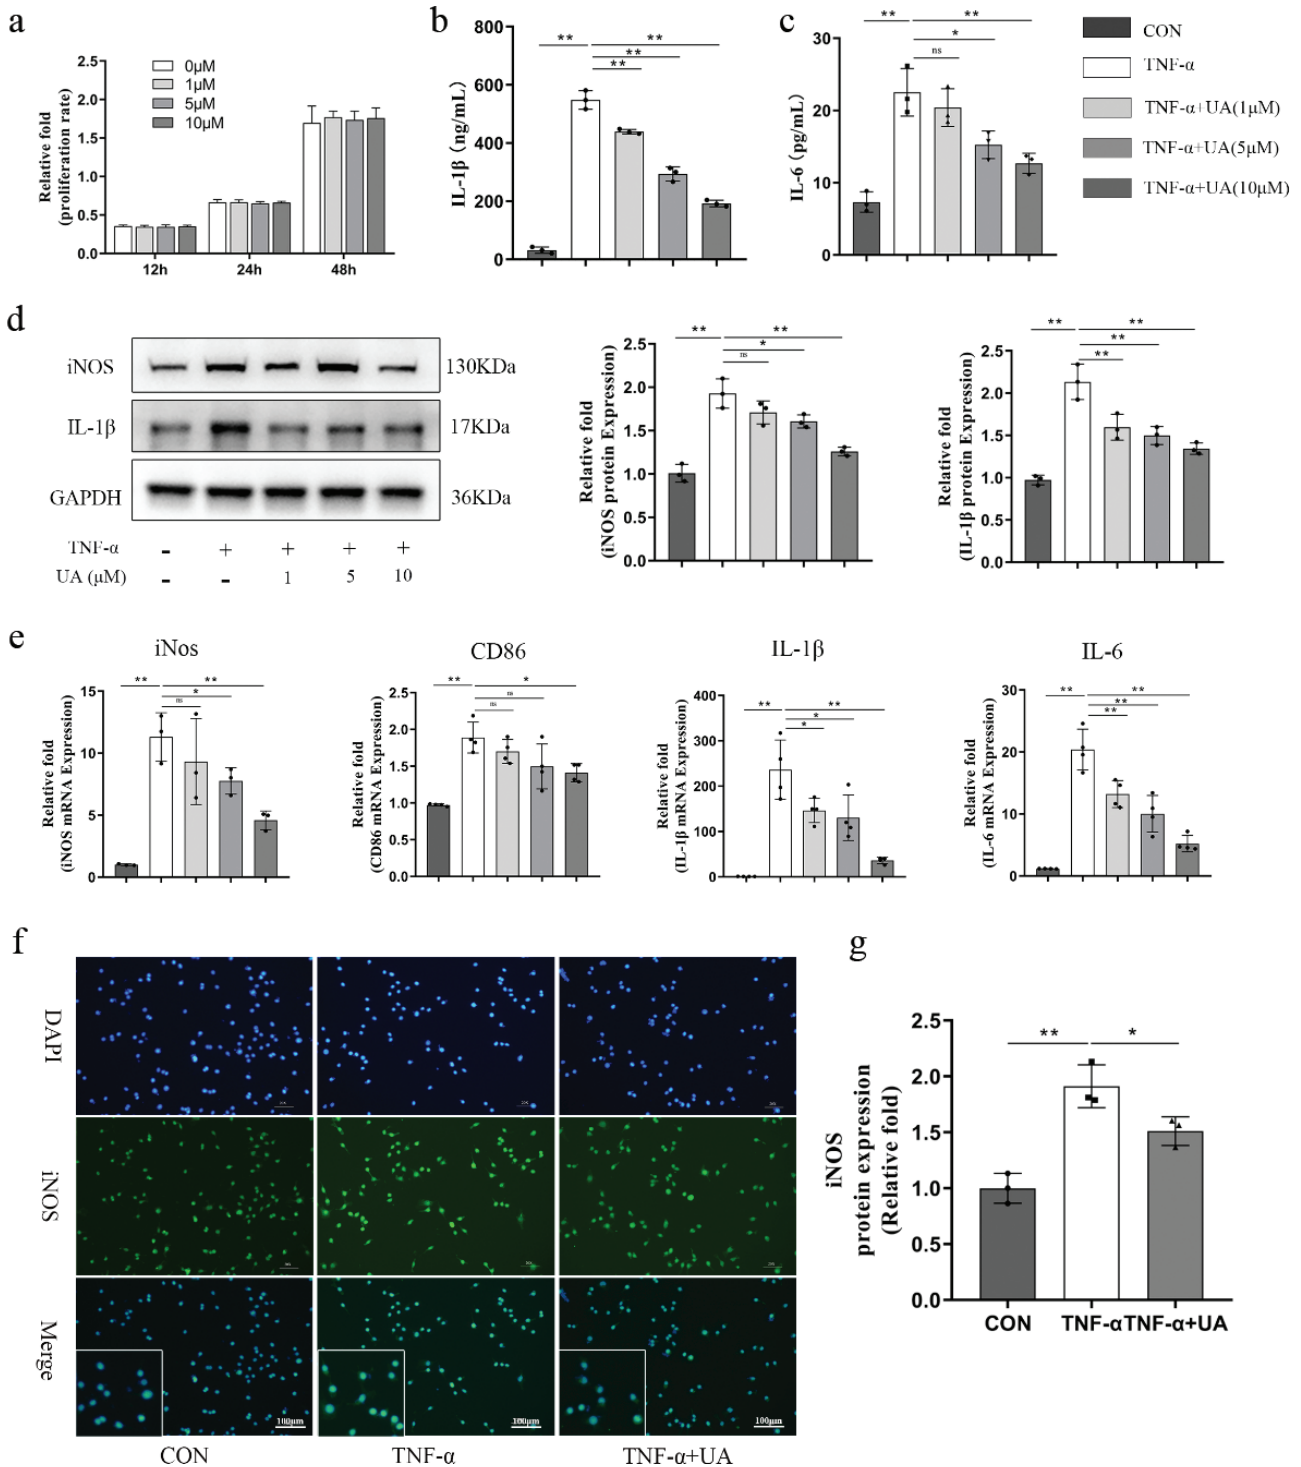 a
Relative fold
(proliferation rate)
2.5
2.0
1.5
1.0
0.5
0.0
0μM
1μM
5μM
10μM
12h 24h 48h
b
IL-1β (ng/mL)
800
600
400
200
0
** **
**
**
c
IL-6 (pg/mL)
30
20
10
0
** **
*
ns
CON
TNF-α
TNF-α+UA(1μM)
TNF-α+UA(5μM)
TNF-α+UA(10μM)
d
iNOS 130KDa
IL-1β 17KDa
GAPDH 36KDa
TNF-α - + + + +
UA (μM) - - 1 5 10
Relative fold
(iNOS protein Expression)
2.5
2.0
1.5
1.0
0.5
0.0
** **
*
ns
Relative fold
(IL-1β protein Expression)
2.5
2.0
1.5
1.0
0.5
0.0
** **
**
**
e
iNos
Relative fold
(iNOS mRNA Expression)
15
10
5
0
** **
*
ns
CD86
Relative fold
(CD86 mRNA Expression)
2.5
2.0
1.5
1.0
0.5
0.0
** *
ns
ns
IL-1β
Relative fold
(IL-1β mRNA Expression)
400
300
200
100
0
** **
*
*
IL-6
Relative fold
(IL-6 mRNA Expression)
30
20
10
0
** **
**
**
f
DAPI
iNOS
Merge
100μm 100μm 100μm
CON TNF-α TNF-α+UA
g
iNOS
protein expression
(Relative fold)
2.5
2.0
1.5
1.0
0.5
0.0
** *
CON TNF-α TNF-α+UA